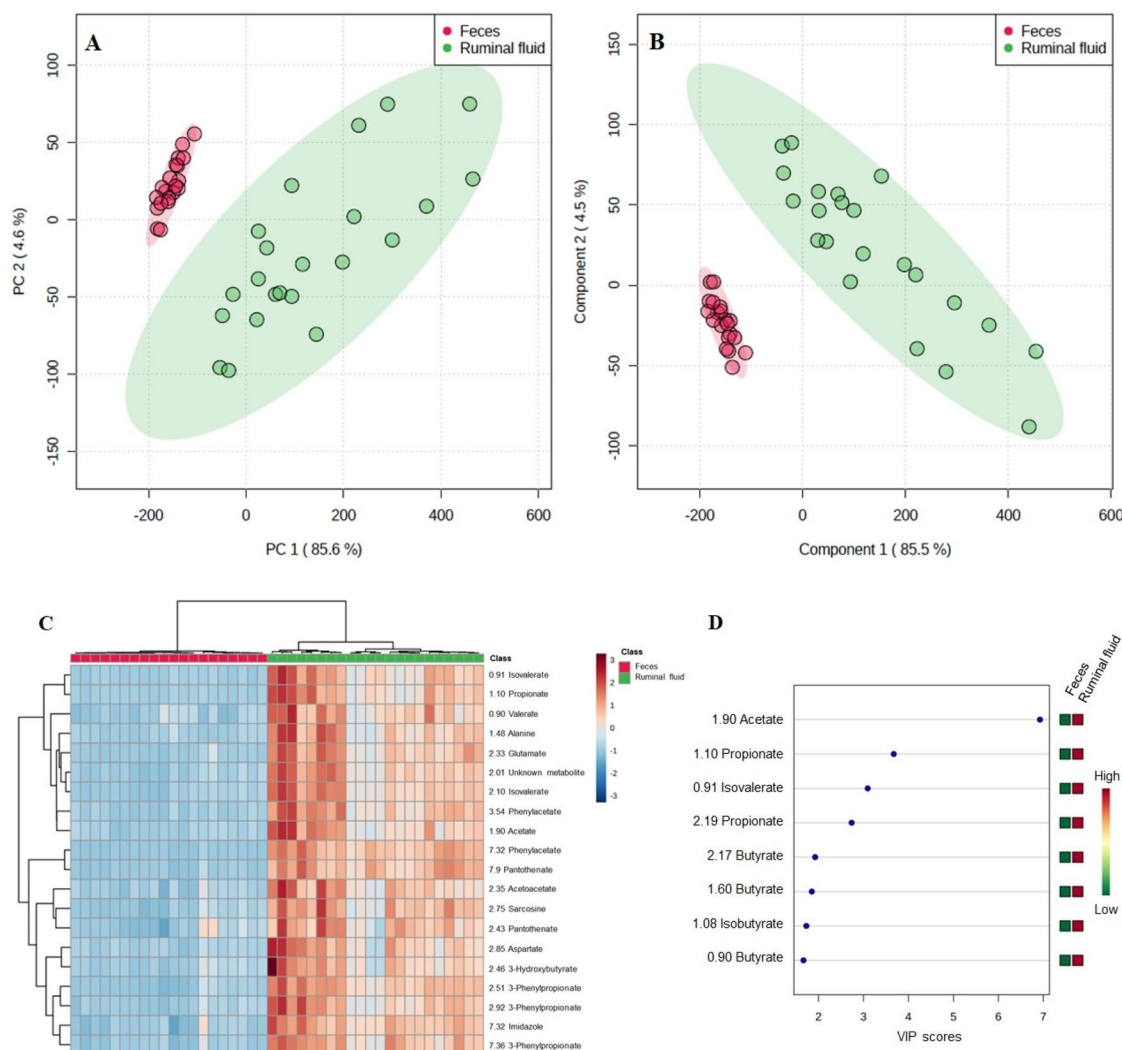 A
Feces
Ruminal fluid
PC 2 ( 4.6 %)
100
50
0
-50
-100
-150
-200
0
200
400
600
PC 1 ( 85.6 %)
B
Feces
Ruminal fluid
Component 2 ( 4.5 %)
150
100
50
0
-50
-100
-200
0
200
400
600
Component 1 ( 85.5 %)
C
Class
Feces
Ruminal fluid
3
2
1
0
-1
-2
-3
Class
0.91 Isovalerate
1.10 Propionate
0.90 Valerate
1.48 Alanine
2.33 Glutamate
2.01 Unknown metabolite
2.10 Isovalerate
3.54 Phenylacetate
1.90 Acetate
7.32 Phenylacetate
7.9 Pantothenate
2.35 Acetoacetate
2.75 Sarcosine
2.43 Pantothenate
2.85 Aspartate
2.46 3-Hydroxybutyrate
2.51 3-Phenylpropionate
2.92 3-Phenylpropionate
7.32 Imidazole
7.36 3-Phenylpropionate
D
Feces
Ruminal fluid
1.90 Acetate
1.10 Propionate
0.91 Isovalerate
2.19 Propionate
2.17 Butyrate
1.60 Butyrate
1.08 Isobutyrate
0.90 Butyrate
High
Low
2
3
4
5
6
7
VIP scores